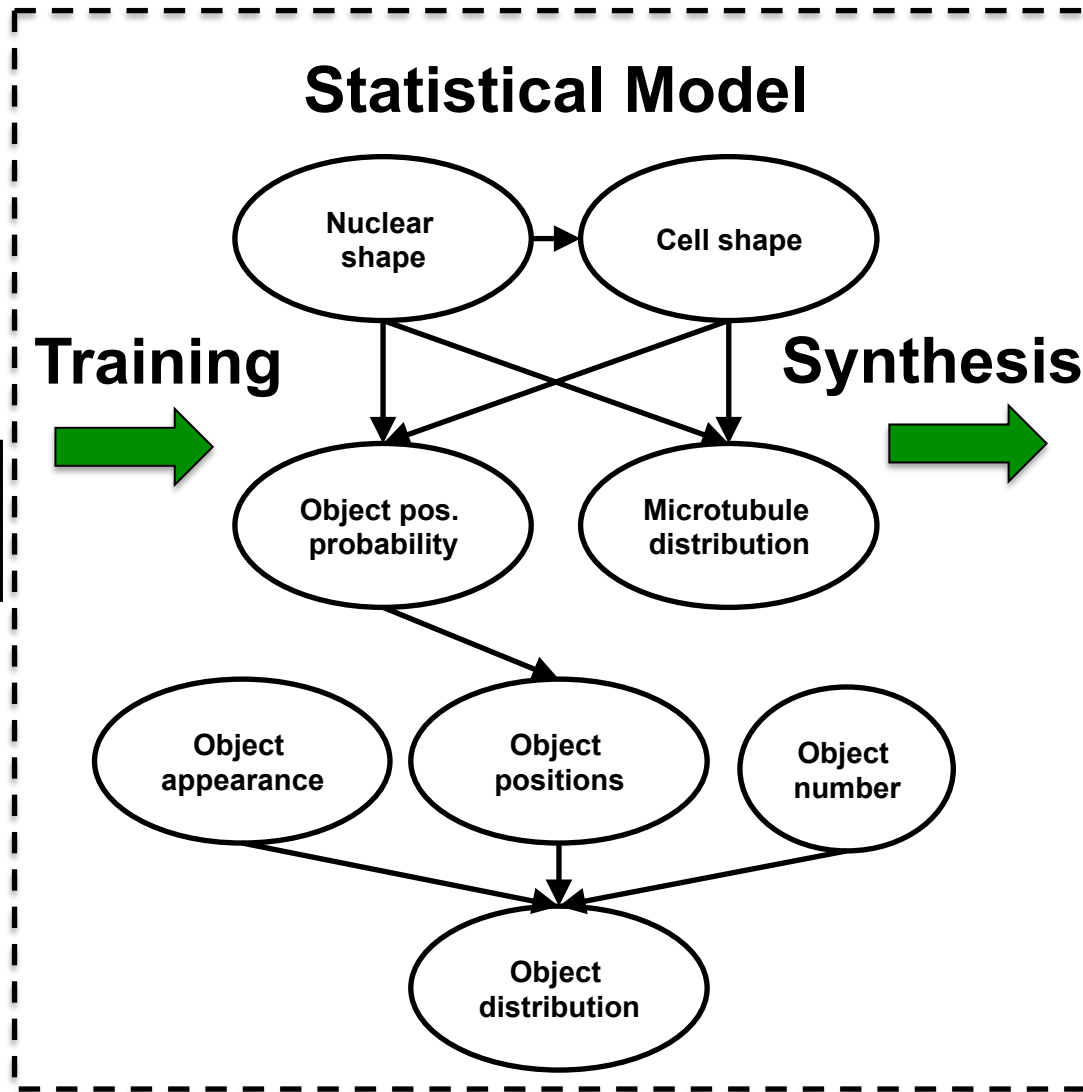 Statistical Model
Nuclear
shape
Cell shape
Training
Synthesis
Object pos.
probability
Microtubule
distribution
Object
appearance
Object
positions
Object
number
Object
distribution